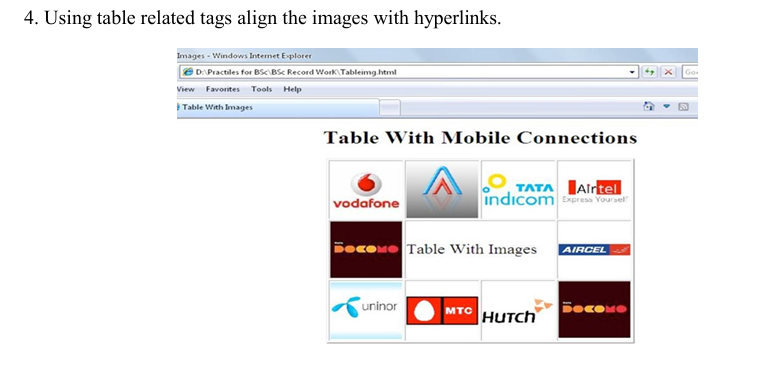 4. Using table related tags align the images with hyperlinks.
Images - Windows Internet Explorer
D:\Practiles for BSc\BSc Record Work\Tableimg.html
Go
View Favorites Tools Help
Table With Images
Table With Mobile Connections
vodafone
TATA
indicom
Airtel
Express Yourself
DOCOMO
Table With Images
AIRCEL
uninor
MTC
HUTCH
DOCOMO